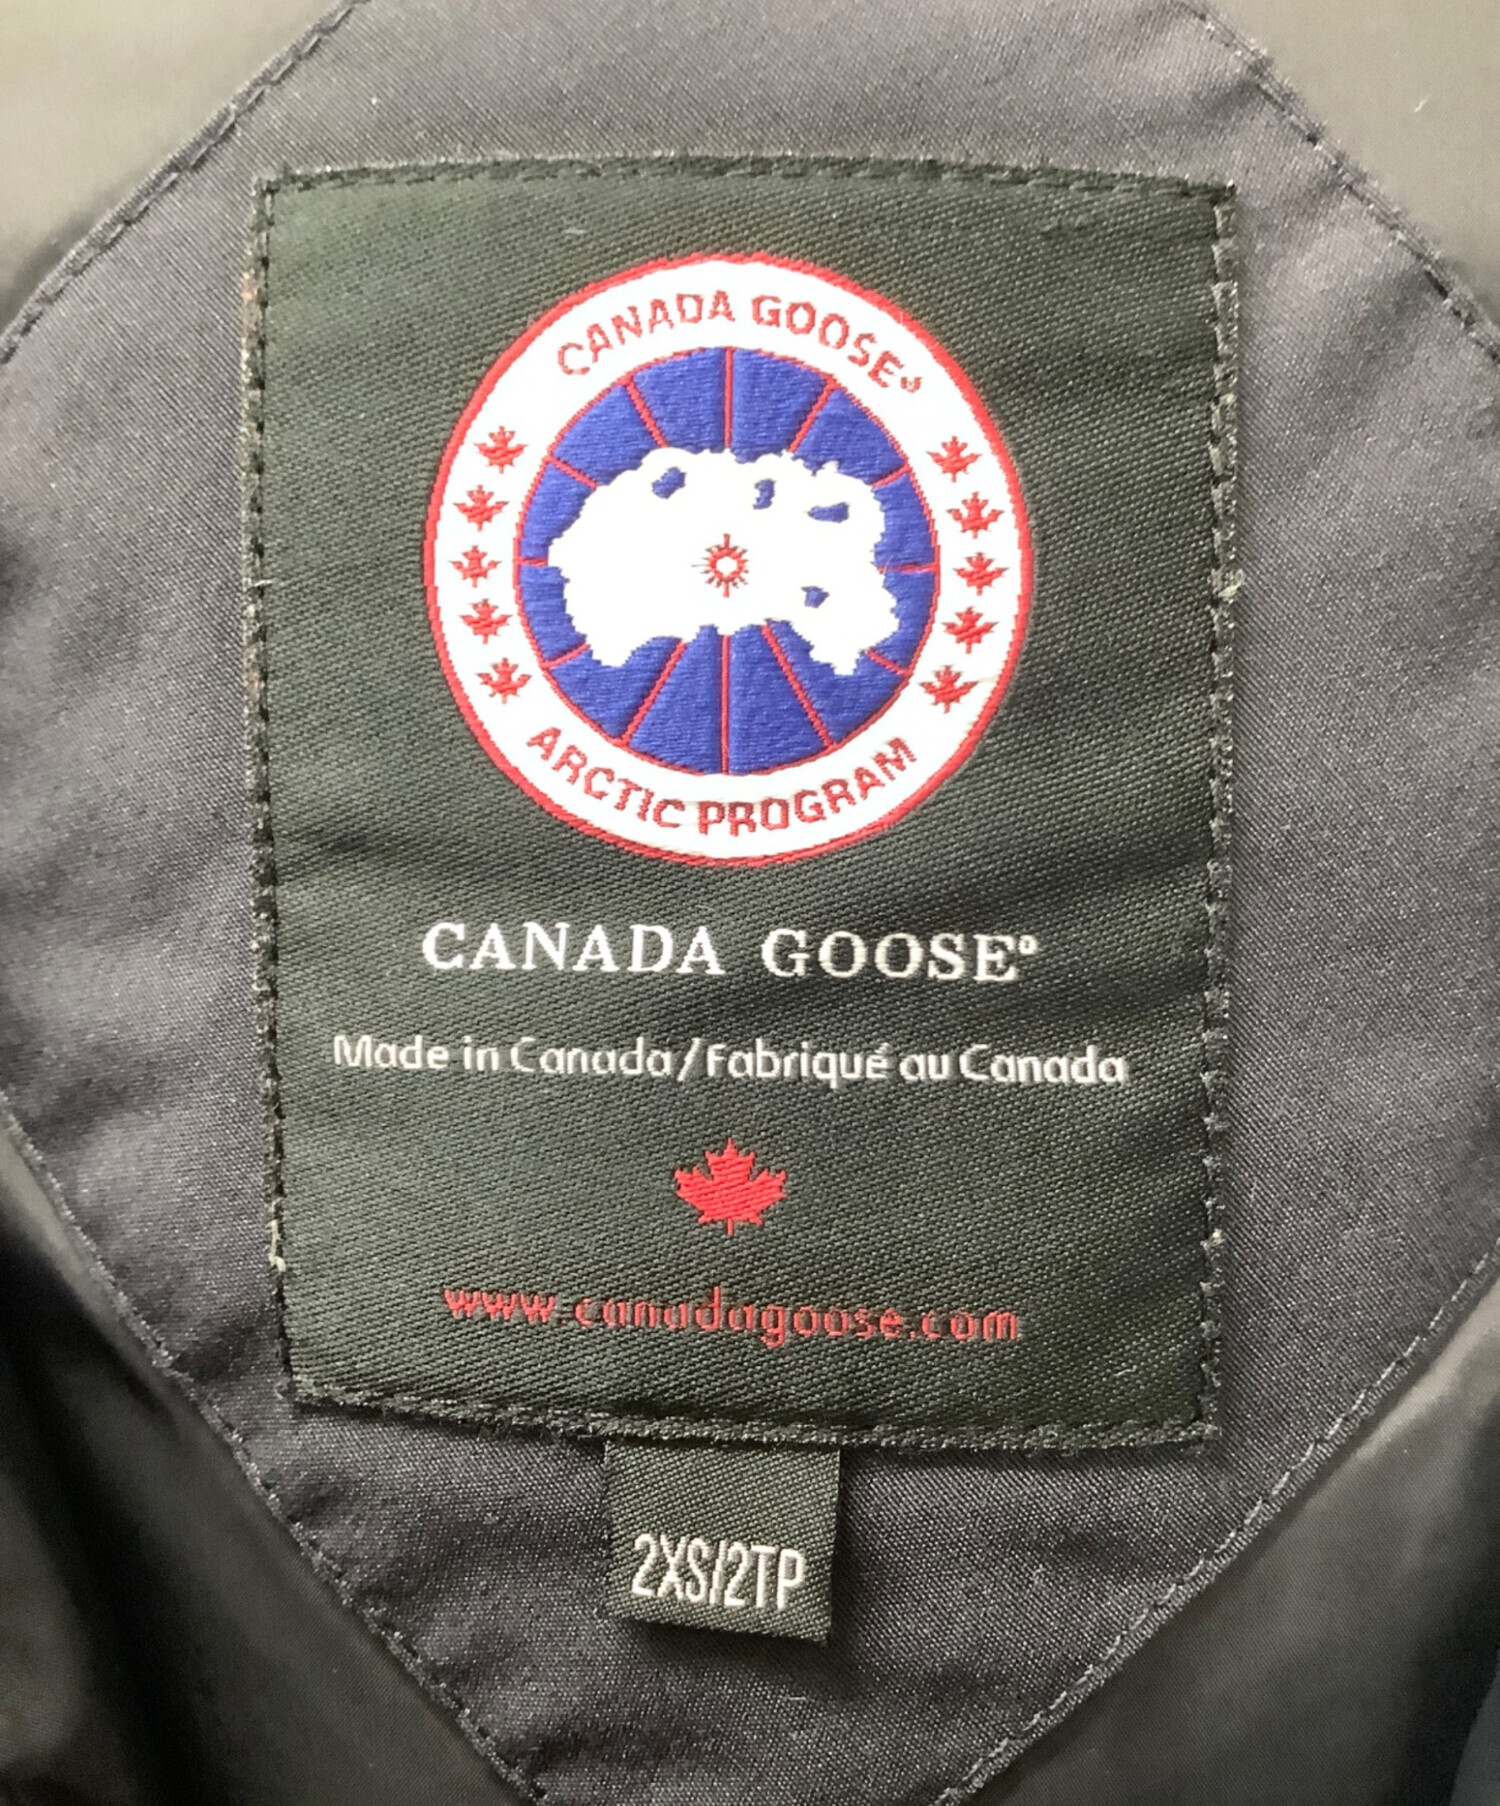 CANADA GOOSE®
ARCTIC PROGRAM
CANADA GOOSE®
Made in Canada/Fabriqué au Canada
www.canadagoose.com
2XS/2TP